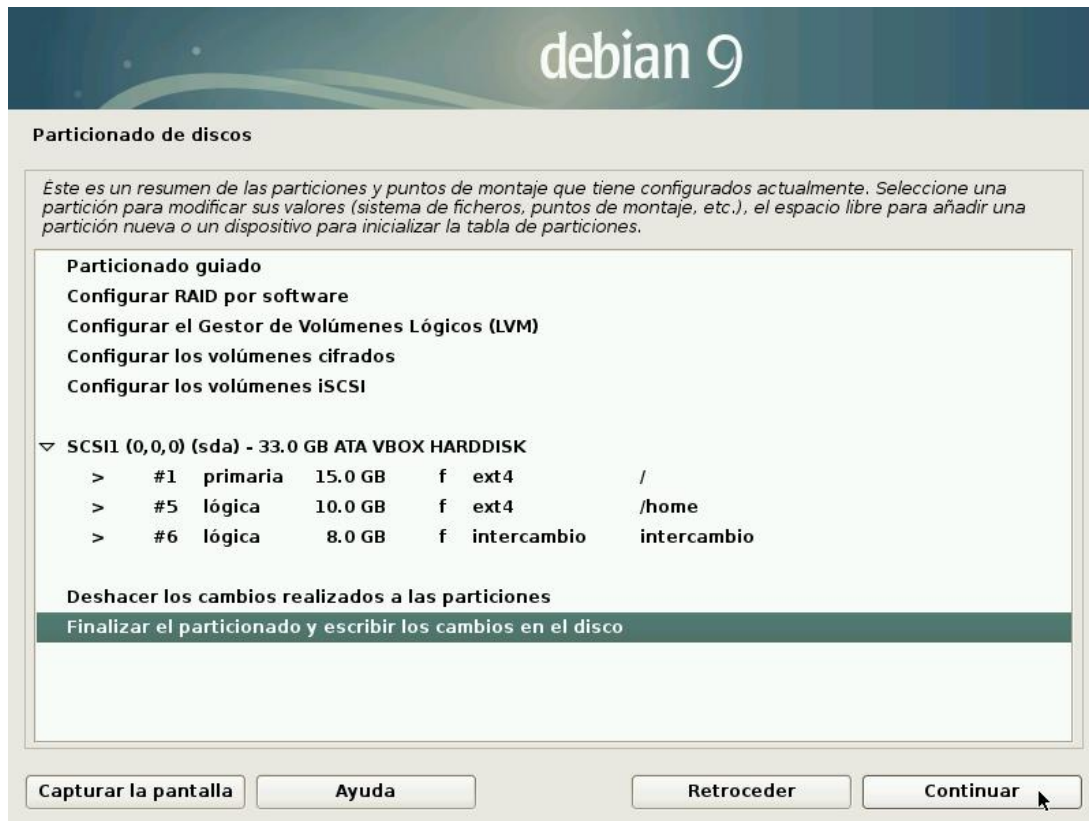 debian 9
Particionado de discos
Éste es un resumen de las particiones y puntos de montaje que tiene configurados actualmente. Seleccione una
partición para modificar sus valores (sistema de ficheros, puntos de montaje, etc.), el espacio libre para añadir una
partición nueva o un dispositivo para inicializar la tabla de particiones.
Particionado guiado
Configurar RAID por software
Configurar el Gestor de Volúmenes Lógicos (LVM)
Configurar los volúmenes cifrados
Configurar los volúmenes iSCSI
SCSI1 (0,0,0) (sda) - 33.0 GB ATA VBOX HARDDISK
> #1 primaria 15.0 GB f ext4 /
> #5 lógica 10.0 GB f ext4 /home
> #6 lógica 8.0 GB f intercambio intercambio
Deshacer los cambios realizados a las particiones
Finalizar el particionado y escribir los cambios en el disco
Capturar la pantalla Ayuda Retroceder Continuar